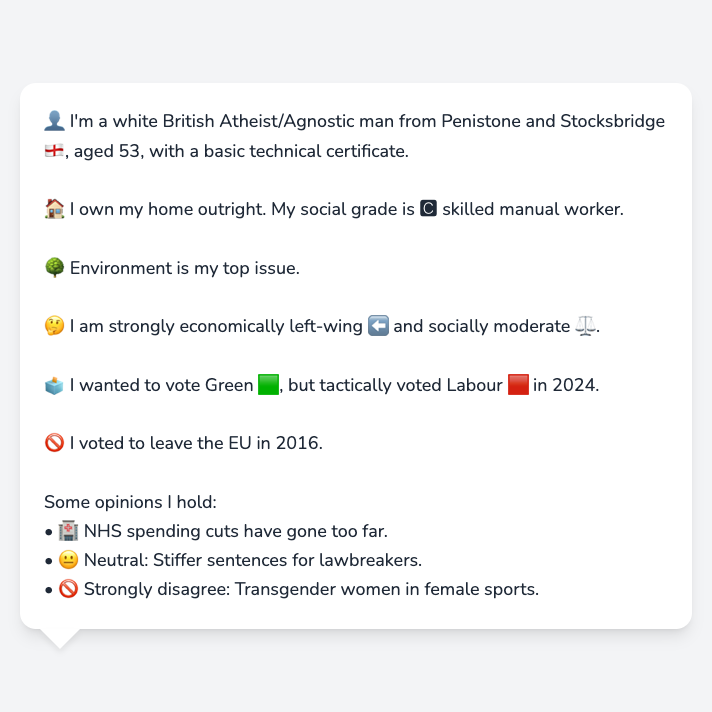 👤 I'm a white British Atheist/Agnostic man from Penistone and Stocksbridge
🏴󠁧󠁢󠁥󠁮󠁧󠁿, aged 53, with a basic technical certificate.
🏠 I own my home outright. My social grade is 🅲 skilled manual worker.
🌳 Environment is my top issue.
🤔 I am strongly economically left-wing ⬅️ and socially moderate ⚖️.
🗳️ I wanted to vote Green 🟩, but tactically voted Labour 🟥 in 2024.
🚫 I voted to leave the EU in 2016.
Some opinions I hold:
• 🏥 NHS spending cuts have gone too far.
• 😐 Neutral: Stiffer sentences for lawbreakers.
• 🚫 Strongly disagree: Transgender women in female sports.